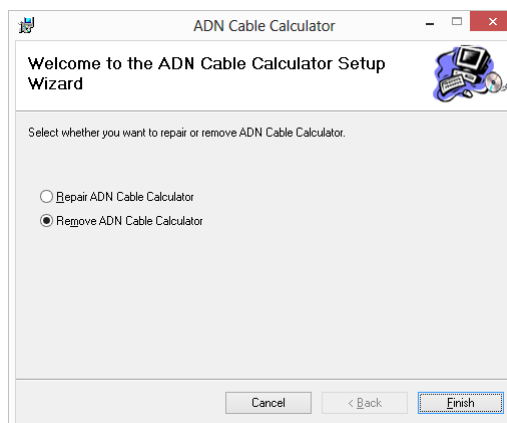 ADN Cable Calculator
Welcome to the ADN Cable Calculator Setup
Wizard
Select whether you want to repair or remove ADN Cable Calculator.
Repair ADN Cable Calculator
Remove ADN Cable Calculator
Cancel
< Back
Finish